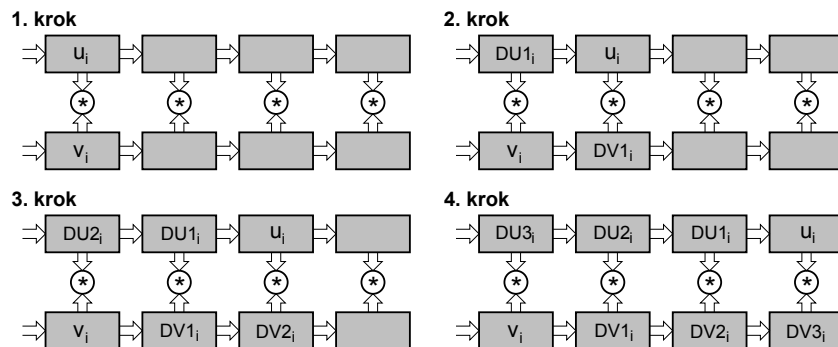 1. krok
u_i
* * * *
v_i
2. krok
DU1_i u_i
* * * *
v_i DV1_i
3. krok
DU2_i DU1_i u_i
* * * *
v_i DV1_i DV2_i
4. krok
DU3_i DU2_i DU1_i u_i
* * * *
v_i DV1_i DV2_i DV3_i